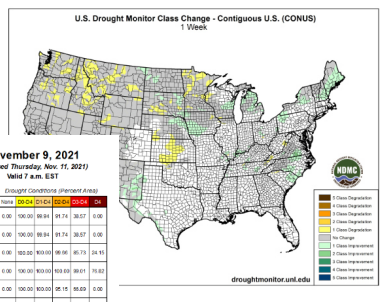 U.S. Drought Monitor Class Change - Contiguous U.S. (CONUS)
1 Week
vember 9, 2021
ed Thursday, Nov. 11, 2021)
Valid 7 a.m. EST
Drought Conditions (Percent Area)
None D0-D4 D1-D4 D2-D4 D3-D4 D4
0.00 100.00 99.94 91.74 38.57 0.00
0.00 100.00 99.94 91.74 38.57 0.00
0.00 100.00 100.00 99.66 85.73 24.15
0.00 100.00 100.00 100.00 99.01 75.82
0.00 100.00 100.00 95.15 66.69 0.00
NDMC
5 Class Degradation
4 Class Degradation
3 Class Degradation
2 Class Degradation
1 Class Degradation
No Change
1 Class Improvement
2 Class Improvement
3 Class Improvement
4 Class Improvement
5 Class Improvement
droughtmonitor.unl.edu